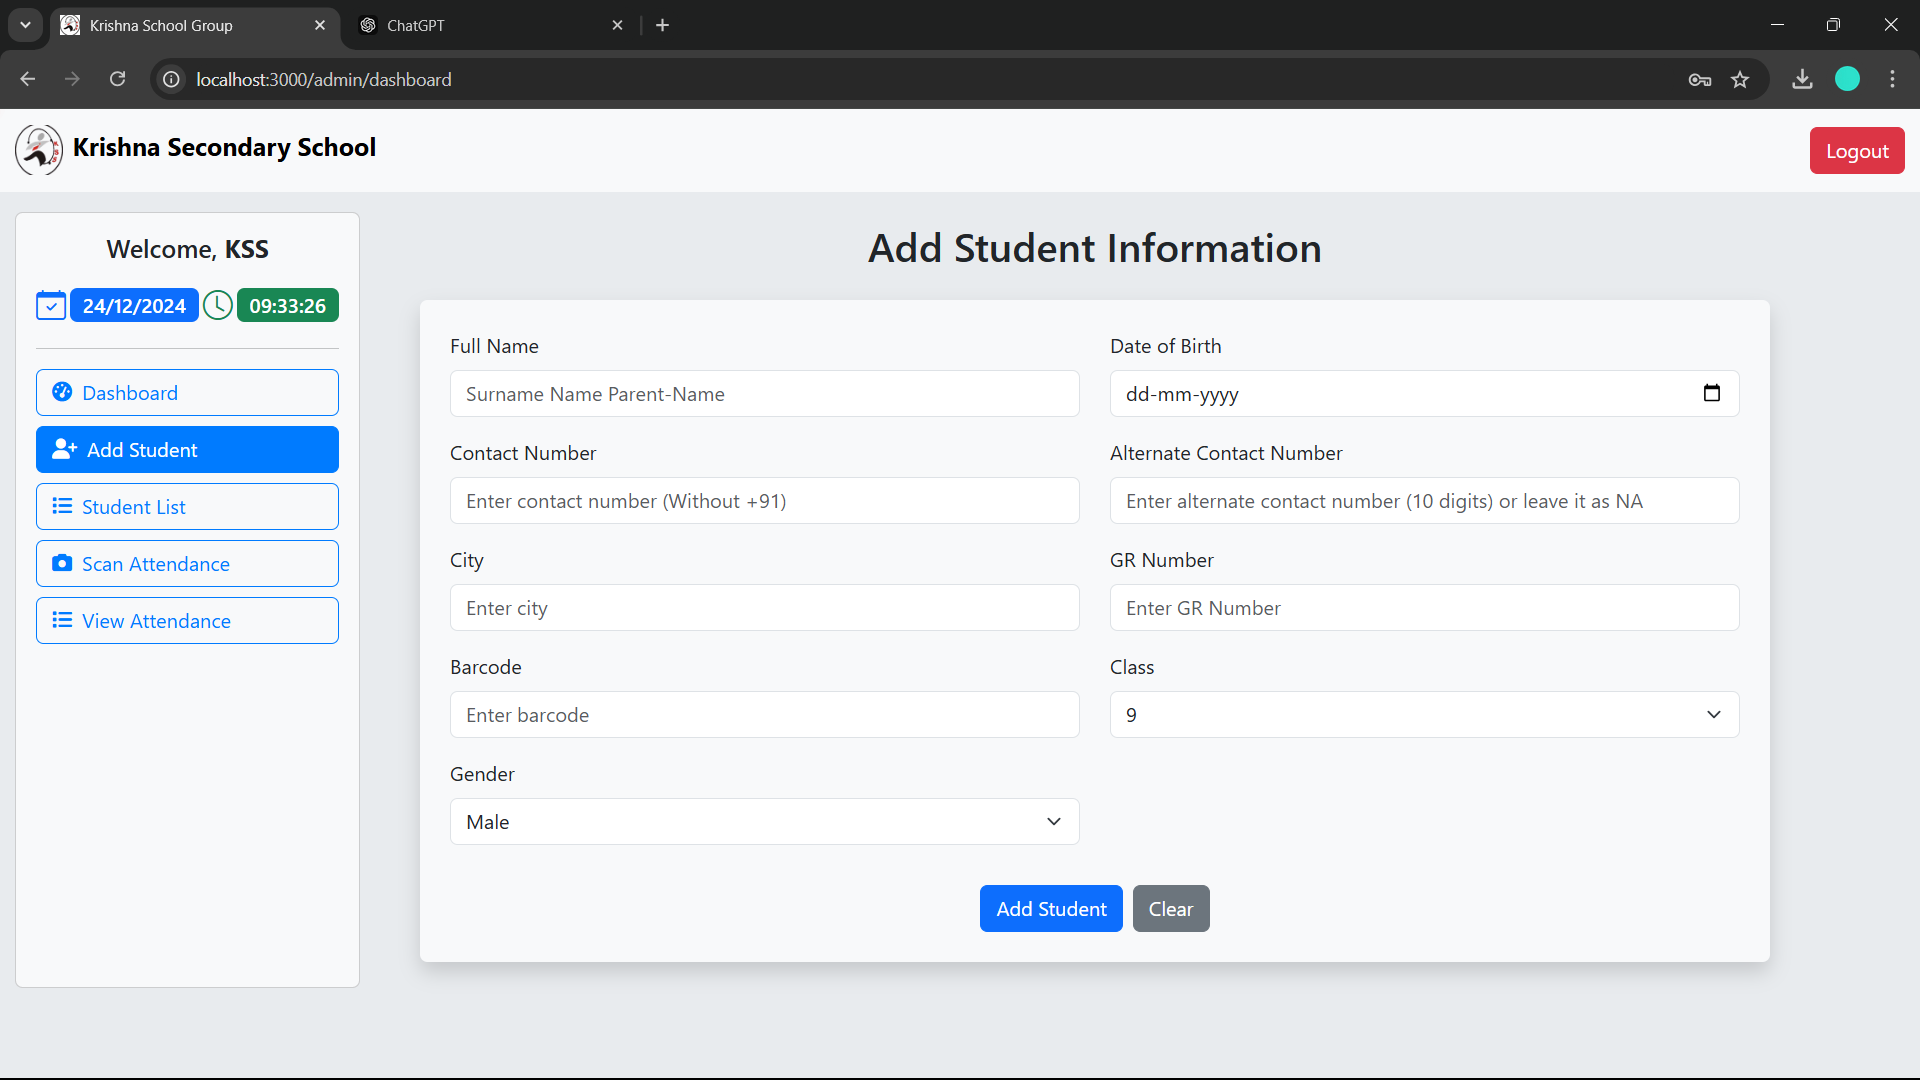 Krishna School Group
ChatGPT
localhost:3000/admin/dashboard
Krishna Secondary School
Logout
Welcome, KSS
24/12/2024 09:33:26
Dashboard
Add Student
Student List
Scan Attendance
View Attendance
Add Student Information
Full Name
Surname Name Parent-Name
Date of Birth
dd-mm-yyyy
Contact Number
Enter contact number (Without +91)
Alternate Contact Number
Enter alternate contact number (10 digits) or leave it as NA
City
Enter city
GR Number
Enter GR Number
Barcode
Enter barcode
Class
9
Gender
Male
Add Student
Clear